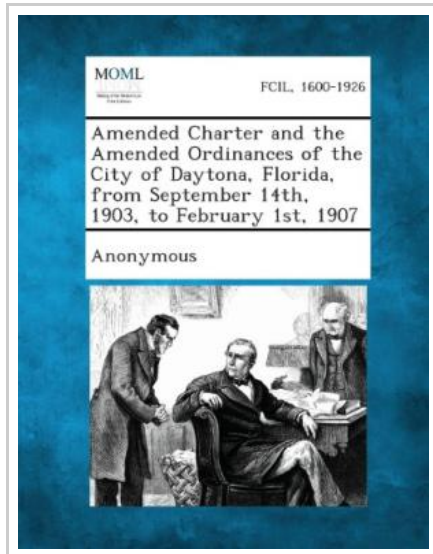 MOML
FCIL, 1600-1926
Amended Charter and the
Amended Ordinances of the
City of Daytona, Florida,
from September 14th,
1903, to February 1st, 1907
Anonymous